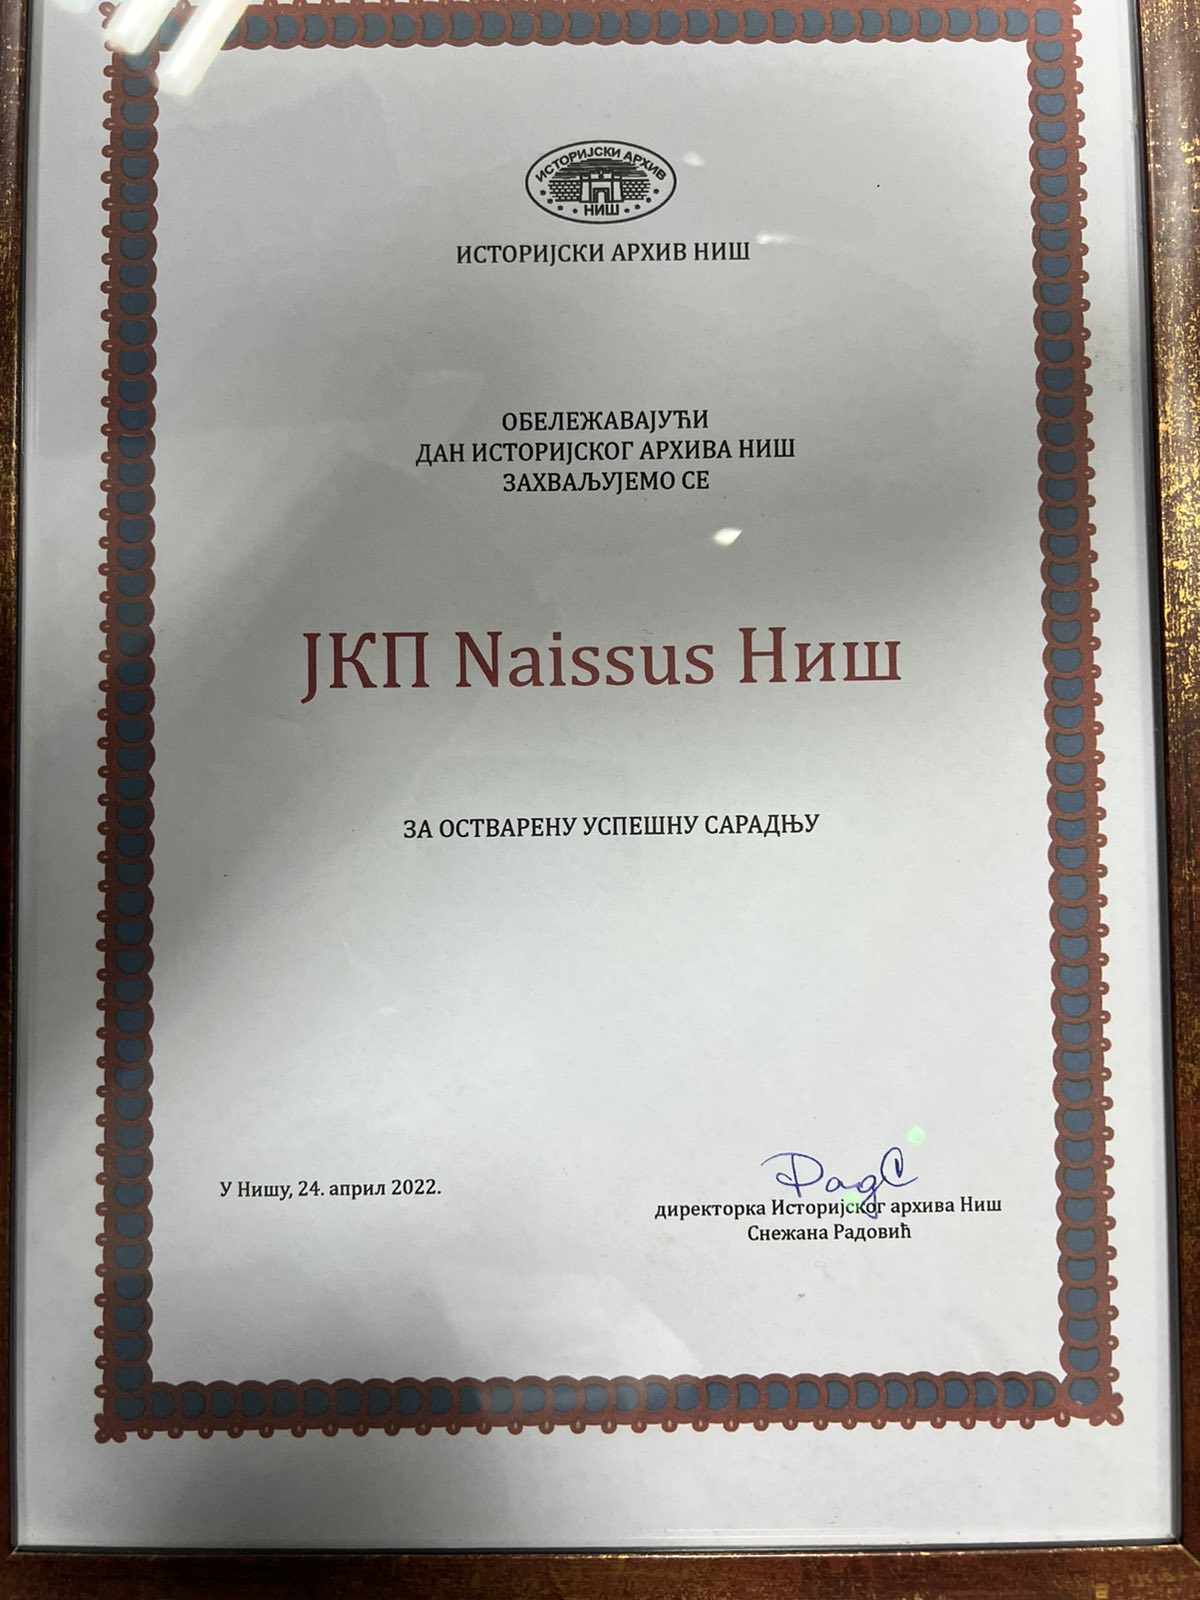 ИСТОРИЈСКИ АРХИВ
НИШ
ИСТОРИЈСКИ АРХИВ НИШ
ОБЕЛЕЖАВАЈУЋИ
ДАН ИСТОРИЈСКОГ АРХИВА НИШ
ЗАХВАЉУЈЕМО СЕ
ЈКП Naissus Ниш
ЗА ОСТВАРЕНУ УСПЕШНУ САРАДЊУ
У Нишу, 24. април 2022.
директорка Историјског архива Ниш
Снежана Радовић